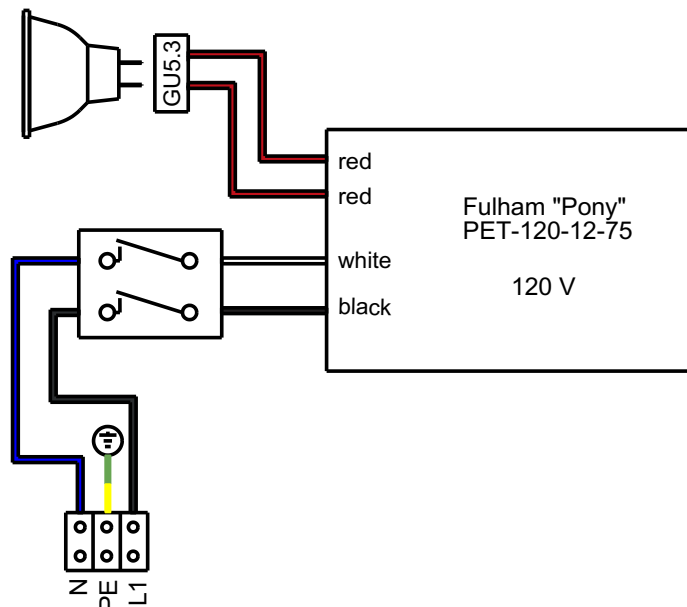 GU5.3
red
red
Fulham "Pony"
PET-120-12-75
white
120 V
black
N
PE
L1